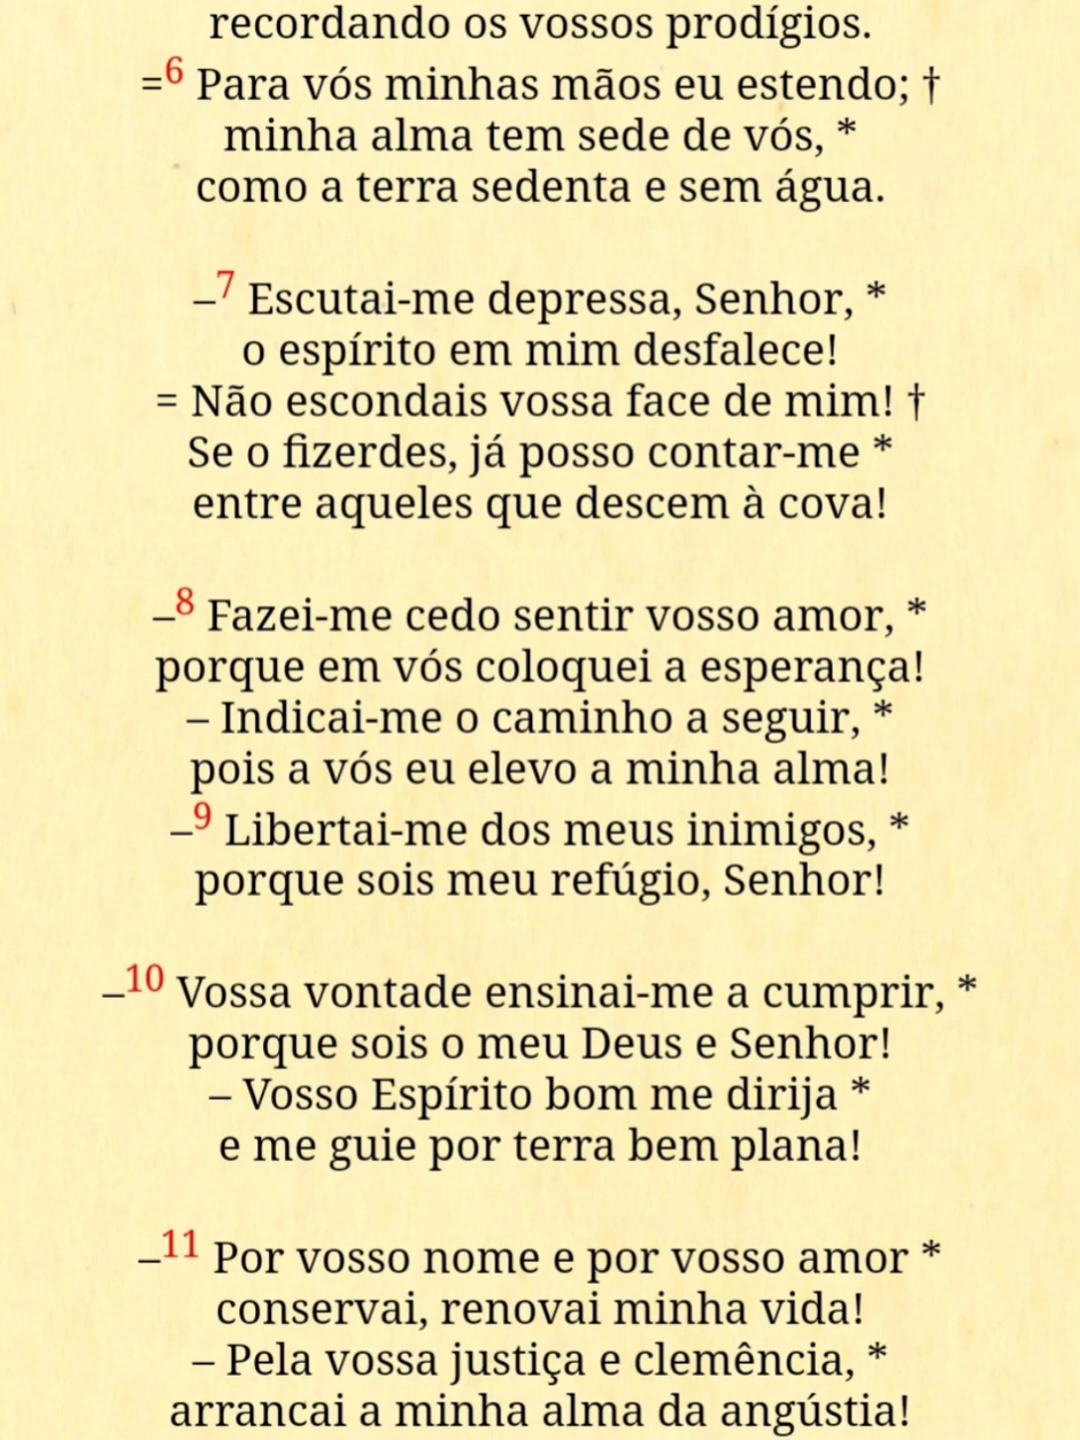 recordando os vossos prodígios.
=6 Para vós minhas mãos eu estendo; †
minha alma tem sede de vós, *
como a terra sedenta e sem água.
–7 Escutai-me depressa, Senhor, *
o espírito em mim desfalece!
= Não escondais vossa face de mim! †
Se o fizerdes, já posso contar-me *
entre aqueles que descem à cova!
–8 Fazei-me cedo sentir vosso amor, *
porque em vós coloquei a esperança!
– Indicai-me o caminho a seguir, *
pois a vós eu elevo a minha alma!
–9 Libertai-me dos meus inimigos, *
porque sois meu refúgio, Senhor!
–10 Vossa vontade ensinai-me a cumprir, *
porque sois o meu Deus e Senhor!
– Vosso Espírito bom me dirija *
e me guie por terra bem plana!
–11 Por vosso nome e por vosso amor *
conservai, renovai minha vida!
– Pela vossa justiça e clemência, *
arrancai a minha alma da angústia!